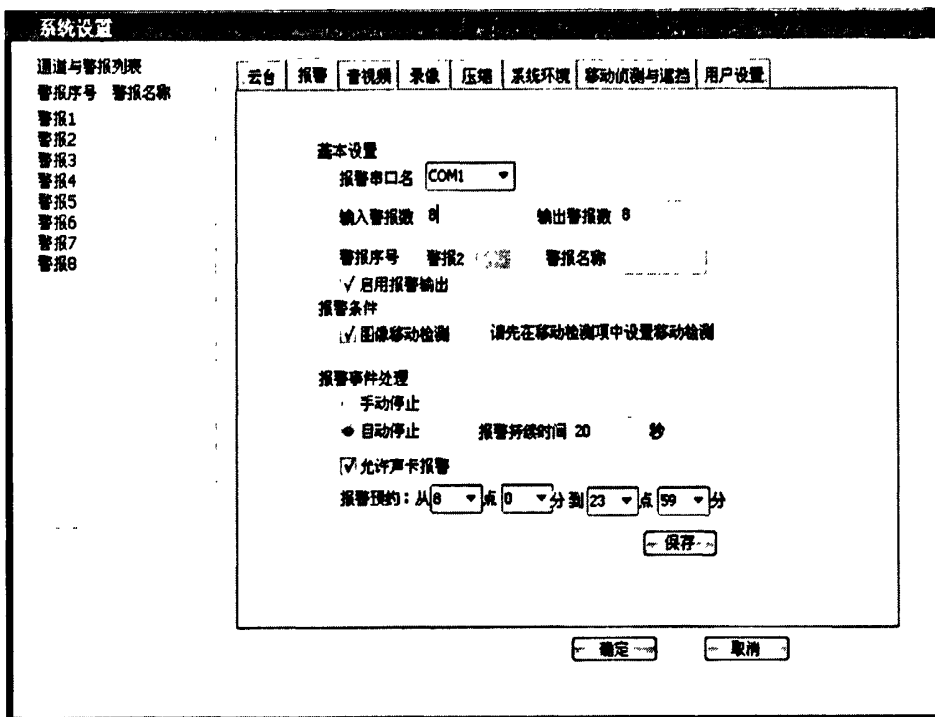 系统设置
通道与警报列表
警报序号 警报名称
警报1
警报2
警报3
警报4
警报5
警报6
警报7
警报8
云台 报警 音视频 录像 压缩 系统环境 移动侦测与遮挡 用户设置
基本设置
报警串口名 COM1
输入警报数 8 输出警报数 8
警报序号 警报2 警报名称
启用报警输出
报警条件
图像移动检测 请先在移动检测项中设置移动检测
报警事件处理
手动停止
自动停止 报警持续时间 20 秒
允许声卡报警
报警预约：从 8 点 0 分 到 23 点 59 分
保存
确定 取消